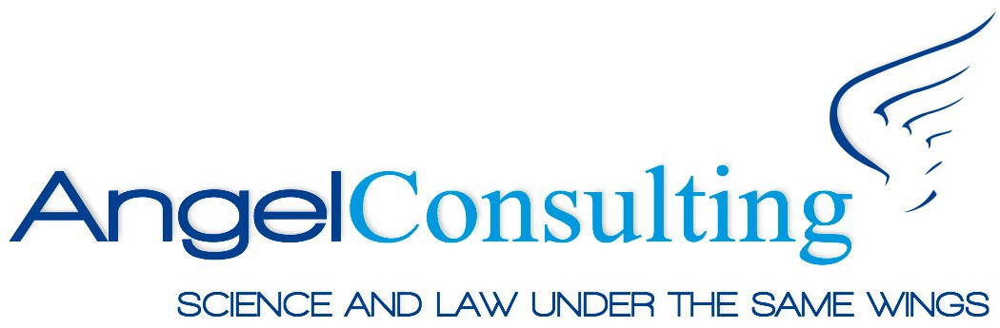 AngelConsulting
SCIENCE AND LAW UNDER THE SAME WINGS